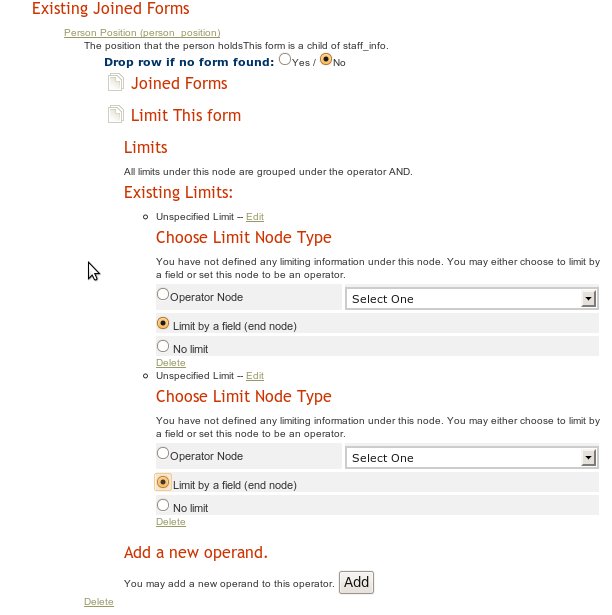 Existing Joined Forms
Person Position (person_position)
The position that the person holdsThis form is a child of staff_info.
Drop row if no form found: Yes / No
Joined Forms
Limit This form
Limits
All limits under this node are grouped under the operator AND.
Existing Limits:
Unspecified Limit -- Edit
Choose Limit Node Type
You have not defined any limiting information under this node. You may either choose to limit by
a field or set this node to be an operator.
Operator Node Select One
Limit by a field (end node)
No limit
Delete
Unspecified Limit -- Edit
Choose Limit Node Type
You have not defined any limiting information under this node. You may either choose to limit by
a field or set this node to be an operator.
Operator Node Select One
Limit by a field (end node)
No limit
Delete
Add a new operand.
You may add a new operand to this operator. Add
Delete